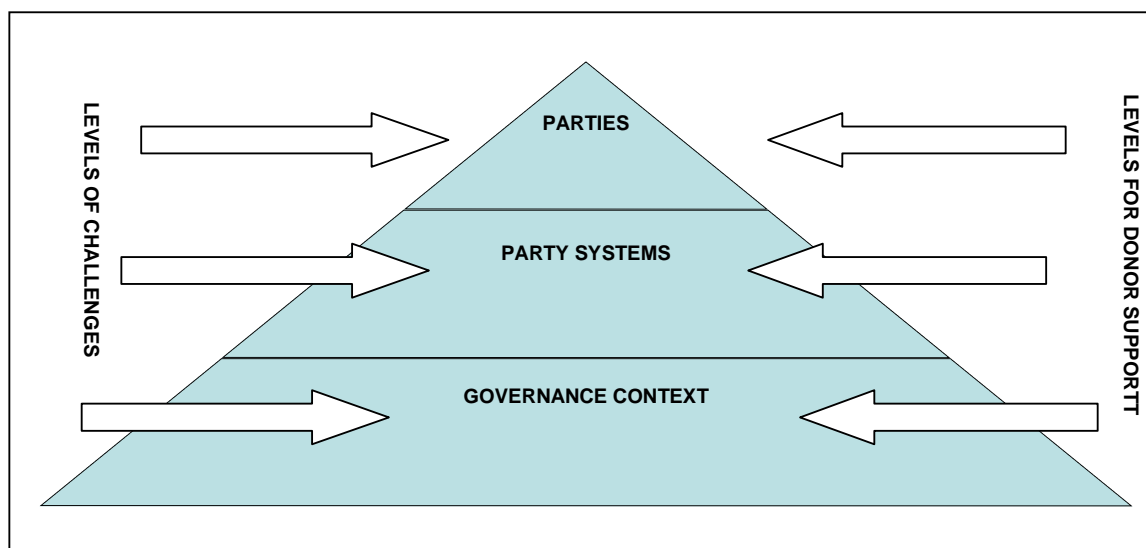 LEVELS OF CHALLENGES
PARTIES
PARTY SYSTEMS
GOVERNANCE CONTEXT
LEVELS FOR DONOR SUPPORTT